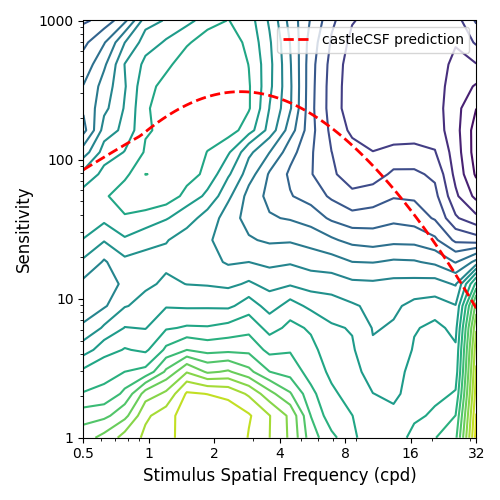 1000
castleCSF prediction
100
10
1
Sensitivity
0.5 1 2 4 8 16 32
Stimulus Spatial Frequency (cpd)